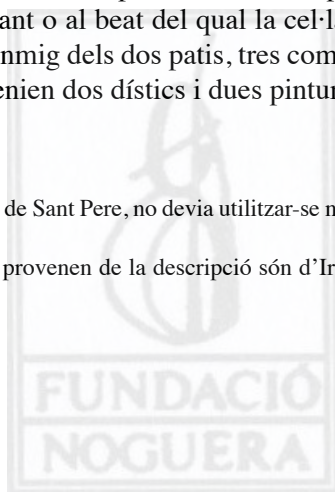 ant o al beat del qual la cel·l
nmig dels dos patis, tres com
enien dos dístics i dues pintur
de Sant Pere, no devia utilitzar-se
provenen de la descripció són d'Ir
FUNDACIÓ
NOGUERA